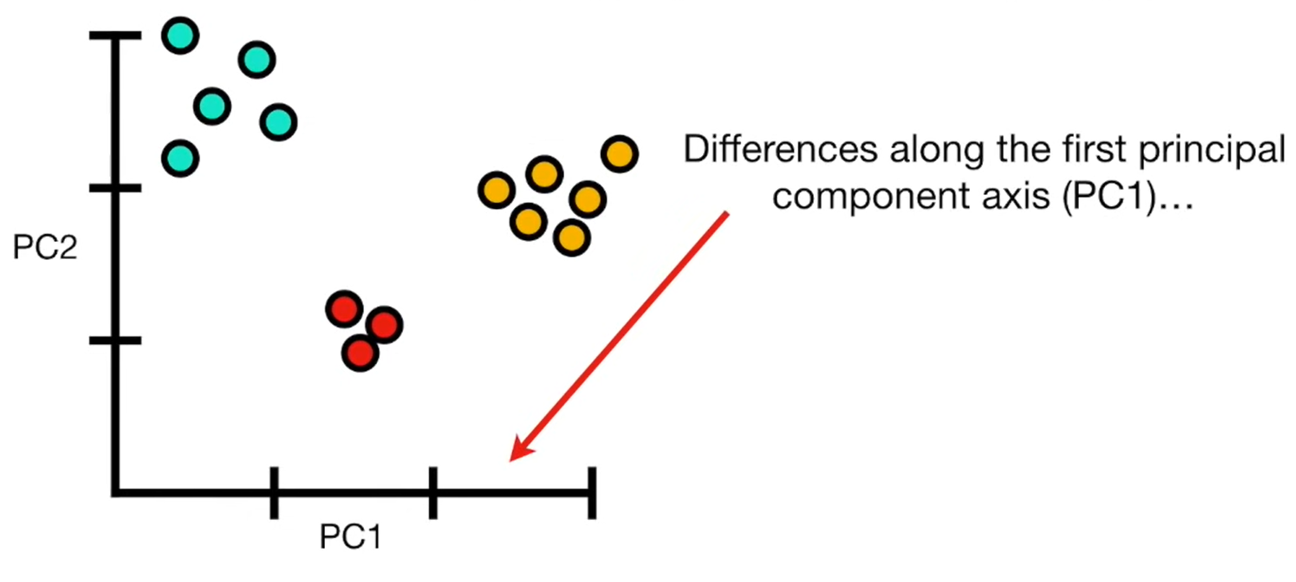 Differences along the first principal
component axis (PC1)…
PC2
PC1